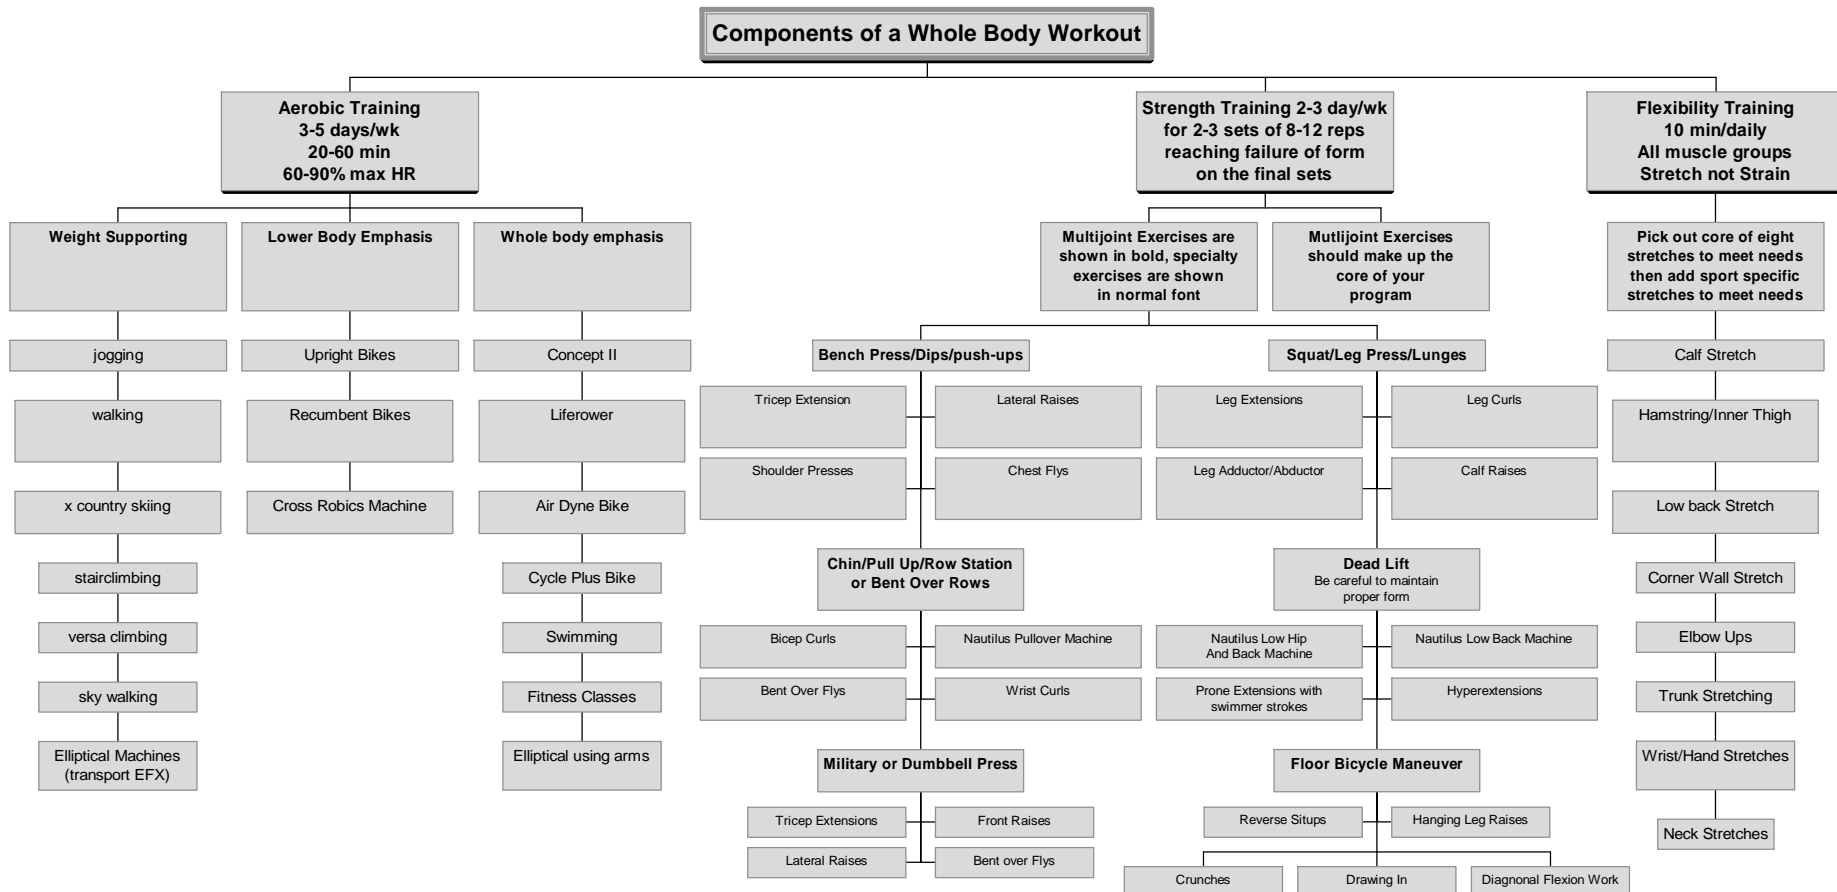 Components of a Whole Body Workout
Aerobic Training
3-5 days/wk
20-60 min
60-90% max HR
Strength Training 2-3 day/wk
for 2-3 sets of 8-12 reps
reaching failure of form
on the final sets
Flexibility Training
10 min/daily
All muscle groups
Stretch not Strain
Weight Supporting
jogging
walking
x country skiing
stairclimbing
versa climbing
sky walking
Elliptical Machines
(transport EFX)
Lower Body Emphasis
Upright Bikes
Recumbent Bikes
Cross Robics Machine
Whole body emphasis
Concept II
Liferower
Air Dyne Bike
Cycle Plus Bike
Swimming
Fitness Classes
Elliptical using arms
Multijoint Exercises are
shown in bold, specialty
exercises are shown
in normal font
Mutlijoint Exercises
should make up the
core of your
program
Bench Press/Dips/push-ups
Tricep Extension
Lateral Raises
Shoulder Presses
Chest Flys
Chin/Pull Up/Row Station
or Bent Over Rows
Bicep Curls
Nautilus Pullover Machine
Bent Over Flys
Wrist Curls
Military or Dumbbell Press
Tricep Extensions
Front Raises
Lateral Raises
Bent over Flys
Squat/Leg Press/Lunges
Leg Extensions
Leg Curls
Leg Adductor/Abductor
Calf Raises
Dead Lift
Be careful to maintain
proper form
Nautilus Low Hip
And Back Machine
Nautilus Low Back Machine
Prone Extensions with
swimmer strokes
Hyperextensions
Floor Bicycle Maneuver
Reverse Situps
Hanging Leg Raises
Crunches
Drawing In
Diagnonal Flexion Work
Pick out core of eight
stretches to meet needs
then add sport specific
stretches to meet needs
Calf Stretch
Hamstring/Inner Thigh
Low back Stretch
Corner Wall Stretch
Elbow Ups
Trunk Stretching
Wrist/Hand Stretches
Neck Stretches